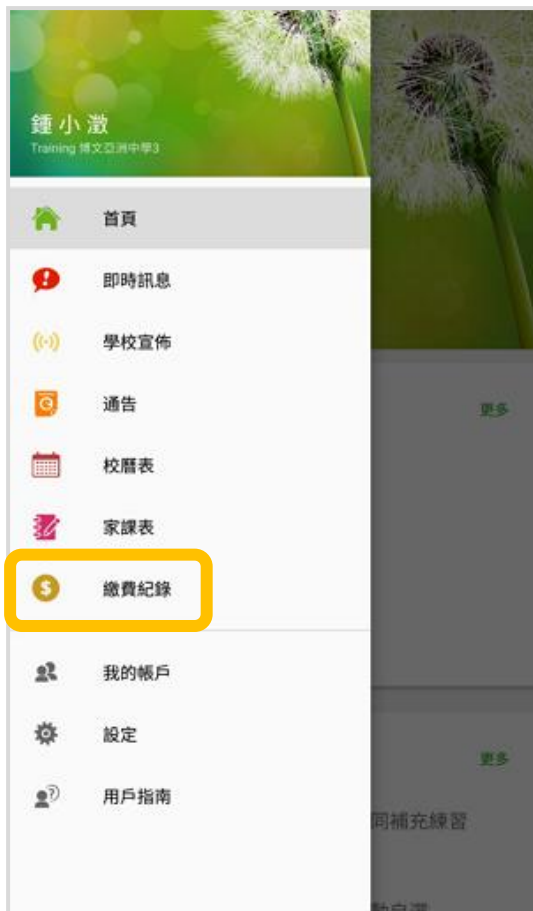 鍾小澂
Training 博文亞洲中學3
首頁
即時訊息
學校宣佈
通告
更多
校曆表
家課表
繳費紀錄
我的帳戶
設定
更多
用戶指南
同補充練習